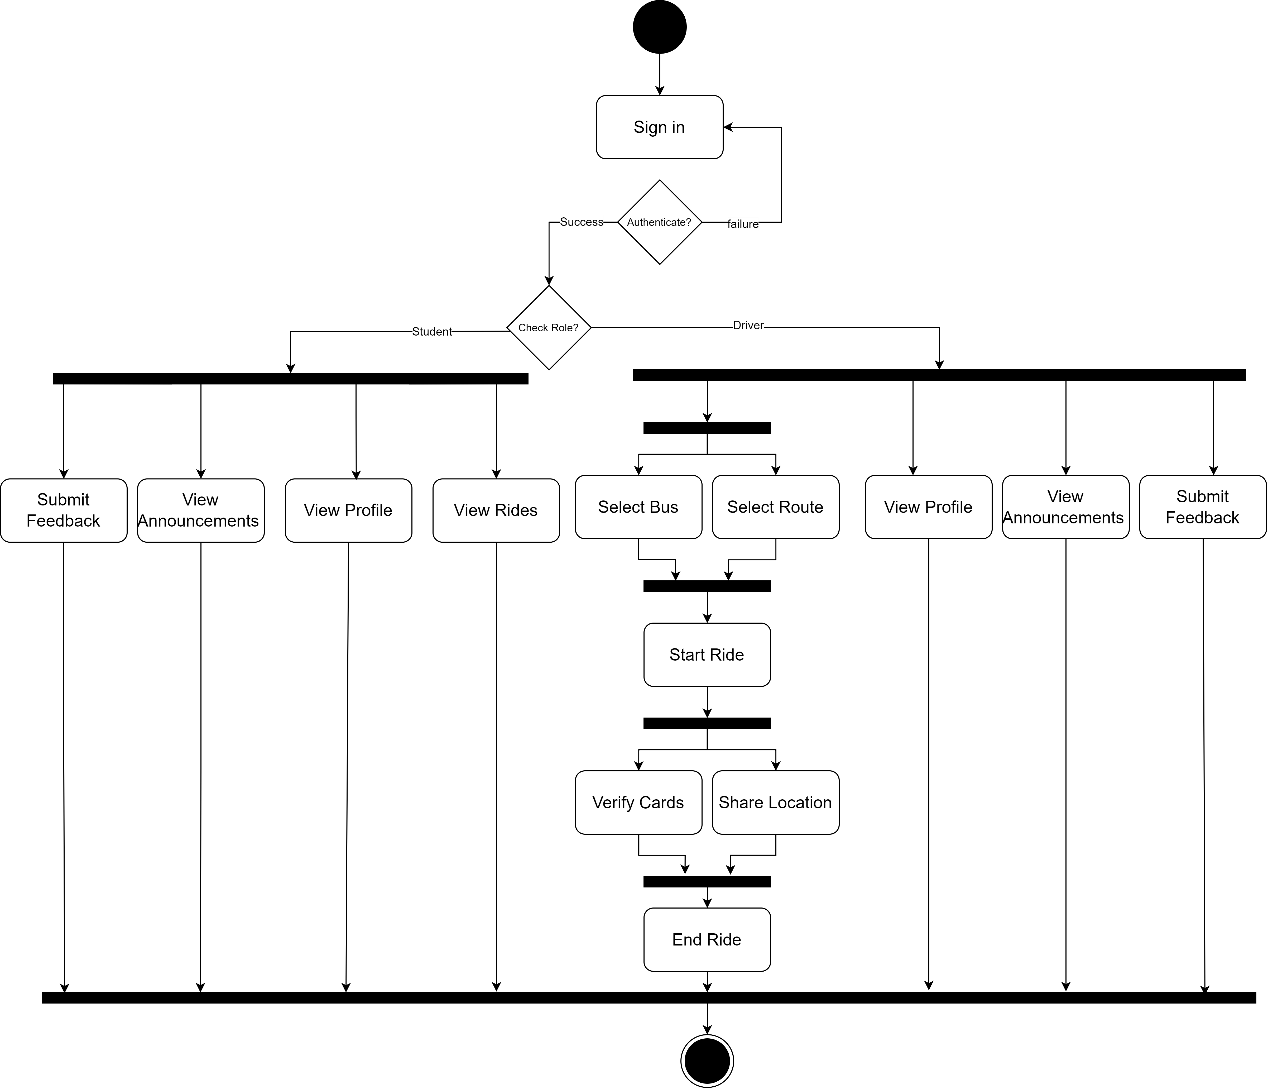 Sign in
Success
Authenticate?
failure
Student
Check Role?
Driver
Submit
Feedback
View
Announcements
View Profile
View Rides
Select Bus
Select Route
View Profile
View
Announcements
Submit
Feedback
Start Ride
Verify Cards
Share Location
End Ride